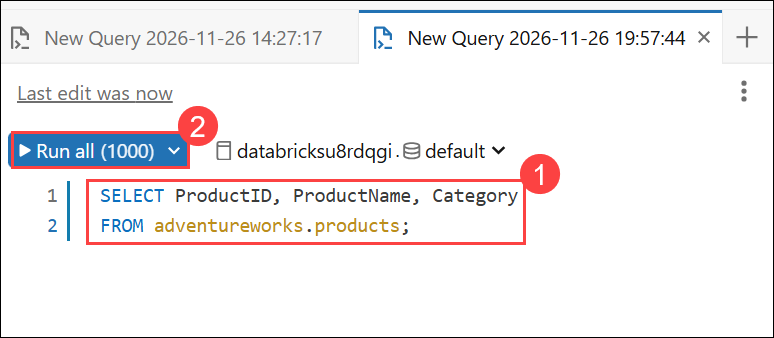 New Query 2026-11-26 14:27:17 New Query 2026-11-26 19:57:44
Last edit was now
2
Run all (1000) databricksu8rdqgi. default
1
1 SELECT ProductID, ProductName, Category
2 FROM adventureworks.products;